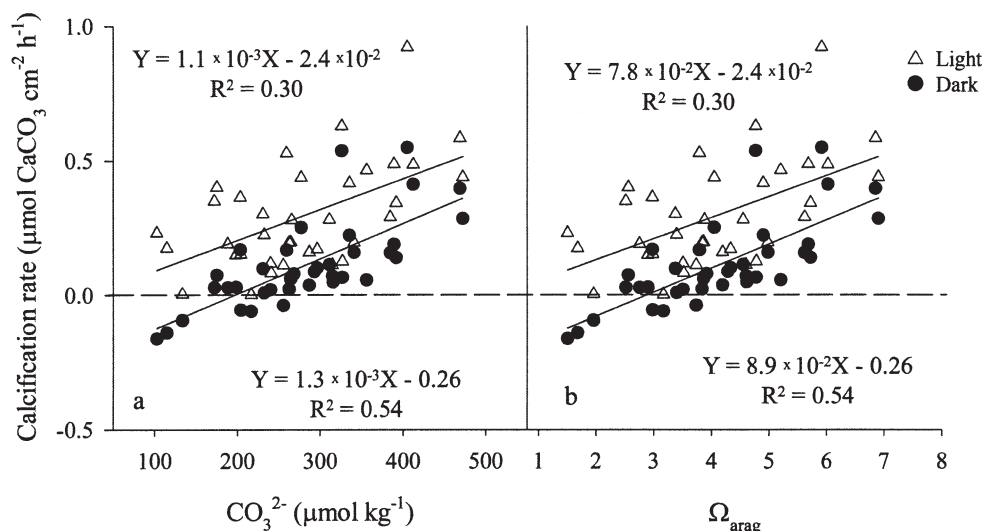 Calcification rate (μmol CaCO₃ cm⁻² h⁻¹)
1.0
0.5
0.0
-0.5
Y = 1.1 x 10⁻³X - 2.4 x 10⁻²
R² = 0.30
Y = 1.3 x 10⁻³X - 0.26
R² = 0.54
a
100 200 300 400 500
CO₃²⁻ (μmol kg⁻¹)
Y = 7.8 x 10⁻²X - 2.4 x 10⁻²
R² = 0.30
Y = 8.9 x 10⁻²X - 0.26
R² = 0.54
b
1 2 3 4 5 6 7 8
Ωarag
Light
Dark